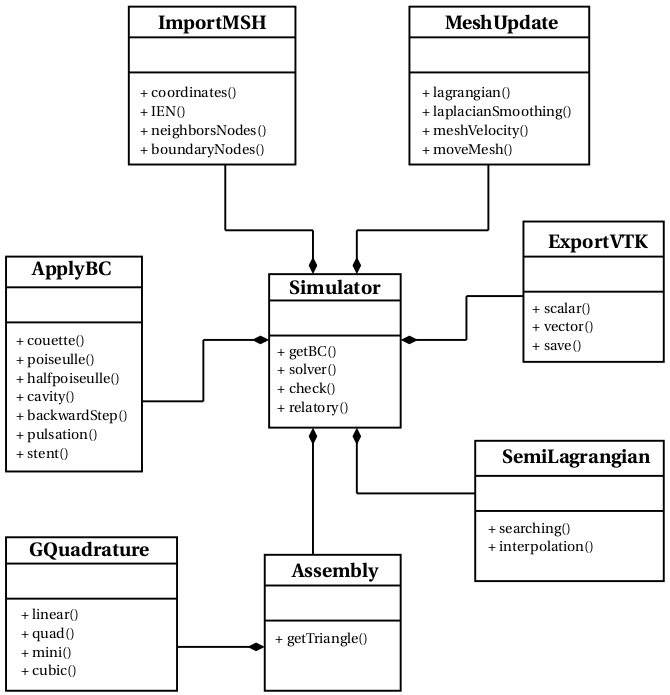 ImportMSH
+ coordinates()
+ IEN()
+ neighborsNodes()
+ boundaryNodes()
MeshUpdate
+ lagrangian()
+ laplacianSmoothing()
+ meshVelocity()
+ moveMesh()
ApplyBC
+ couette()
+ poiseulle()
+ halfpoiseulle()
+ cavity()
+ backwardStep()
+ pulsation()
+ stent()
Simulator
+ getBC()
+ solver()
+ check()
+ relatory()
ExportVTK
+ scalar()
+ vector()
+ save()
SemiLagrangian
+ searching()
+ interpolation()
GQuadrature
+ linear()
+ quad()
+ mini()
+ cubic()
Assembly
+ getTriangle()